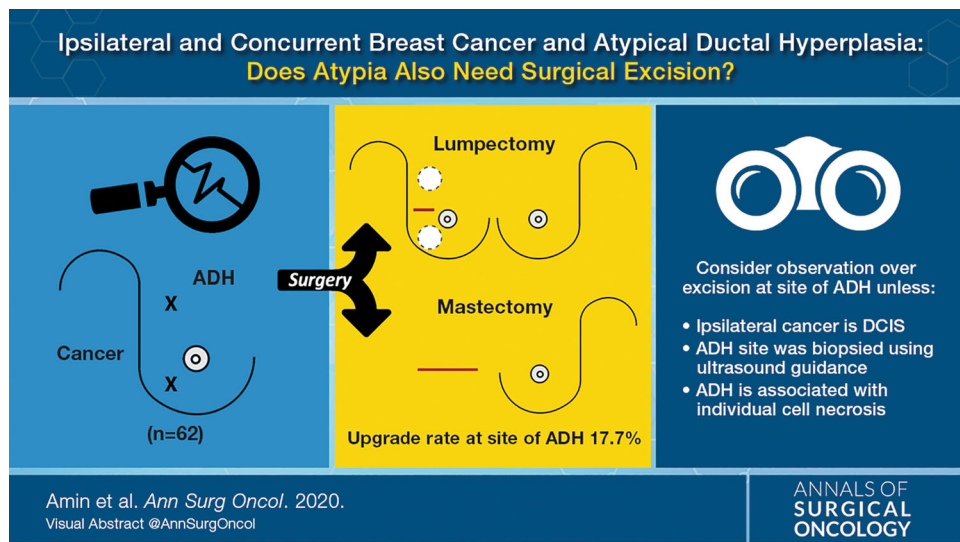 Ipsilateral and Concurrent Breast Cancer and Atypical Ductal Hyperplasia:
Does Atypia Also Need Surgical Excision?
ADH
X
Cancer
X
(n=62)
Surgery
Lumpectomy
Mastectomy
Upgrade rate at site of ADH 17.7%
Consider observation over
excision at site of ADH unless:
• Ipsilateral cancer is DCIS
• ADH site was biopsied using
ultrasound guidance
• ADH is associated with
individual cell necrosis
Amin et al. Ann Surg Oncol. 2020.
Visual Abstract @AnnSurgOncol
ANNALS OF
SURGICAL
ONCOLOGY